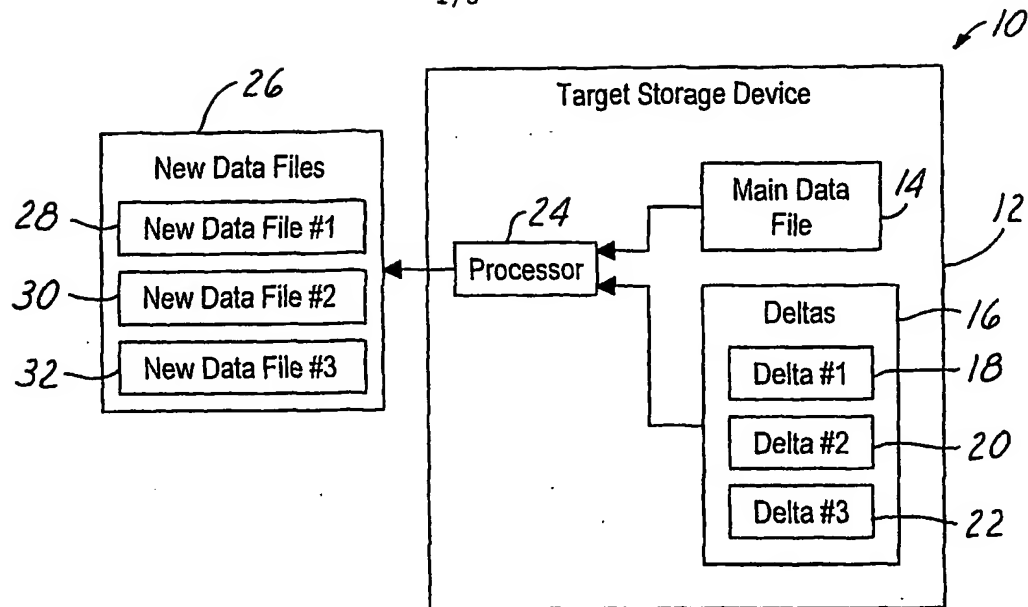 10
26
Target Storage Device
New Data Files
Main Data
File
14
12
28
New Data File #1
24
Processor
30
New Data File #2
Deltas
16
32
New Data File #3
Delta #1
18
Delta #2
20
Delta #3
22